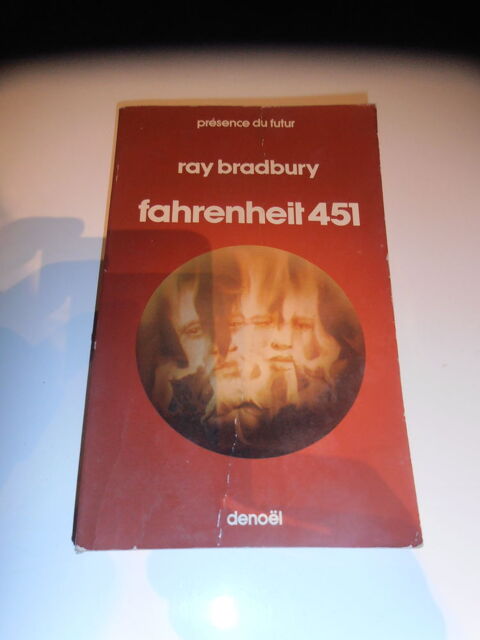 présence du futur
ray bradbury
fahrenheit 451
denoël